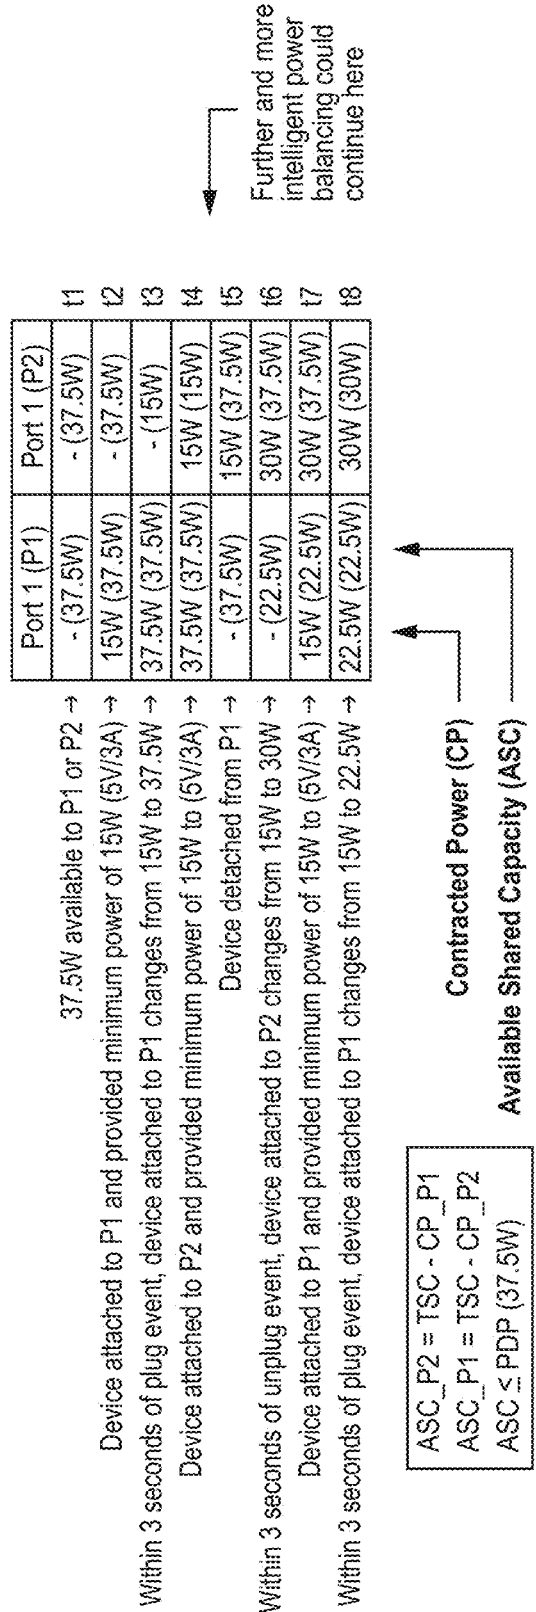 Port 1 (P1) Port 1 (P2)
37.5W available to P1 or P2 → - (37.5W) - (37.5W) t1
Device attached to P1 and provided minimum power of 15W (5V/3A) → 15W (37.5W) - (37.5W) t2
Within 3 seconds of plug event, device attached to P1 changes from 15W to 37.5W → 37.5W (37.5W) - (15W) t3
Device attached to P2 and provided minimum power of 15W to (5V/3A) → 37.5W (37.5W) 15W (15W) t4
Device detached from P1 → - (37.5W) 15W (37.5W) t5
Within 3 seconds of unplug event, device attached to P2 changes from 15W to 30W → - (22.5W) 30W (37.5W) t6
Device attached to P1 and provided minimum power of 15W to (5V/3A) → 15W (22.5W) 30W (37.5W) t7
Within 3 seconds of plug event, device attached to P1 changes from 15W to 22.5W → 22.5W (22.5W) 30W (30W) t8
Further and more
intelligent power
balancing could
continue here
Contracted Power (CP)
Available Shared Capacity (ASC)
ASC_P2 = TSC - CP_P1
ASC_P1 = TSC - CP_P2
ASC ≤ PDP (37.5W)